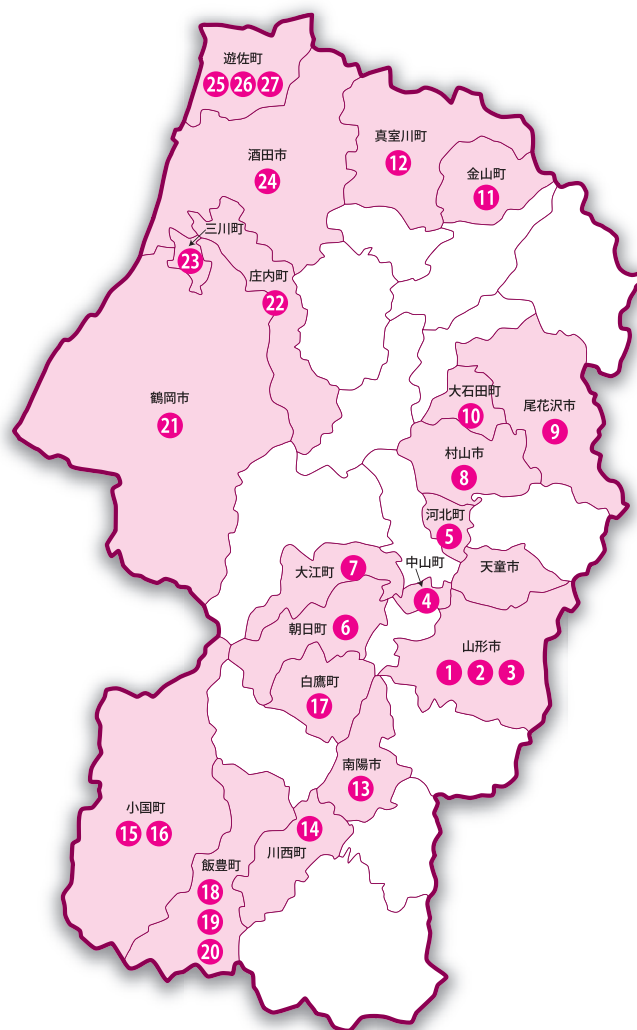 遊佐町
25 26 27
真室川町
12
酒田市
24
金山町
11
三川町
23
庄内町
22
鶴岡市
21
大石田町
10
尾花沢市
9
村山市
8
河北町
5
中山町
4
天童市
大江町 7
朝日町 6
山形市
1 2 3
白鷹町
17
南陽市
13
小国町
15 16
14
川西町
飯豊町
18
19
20